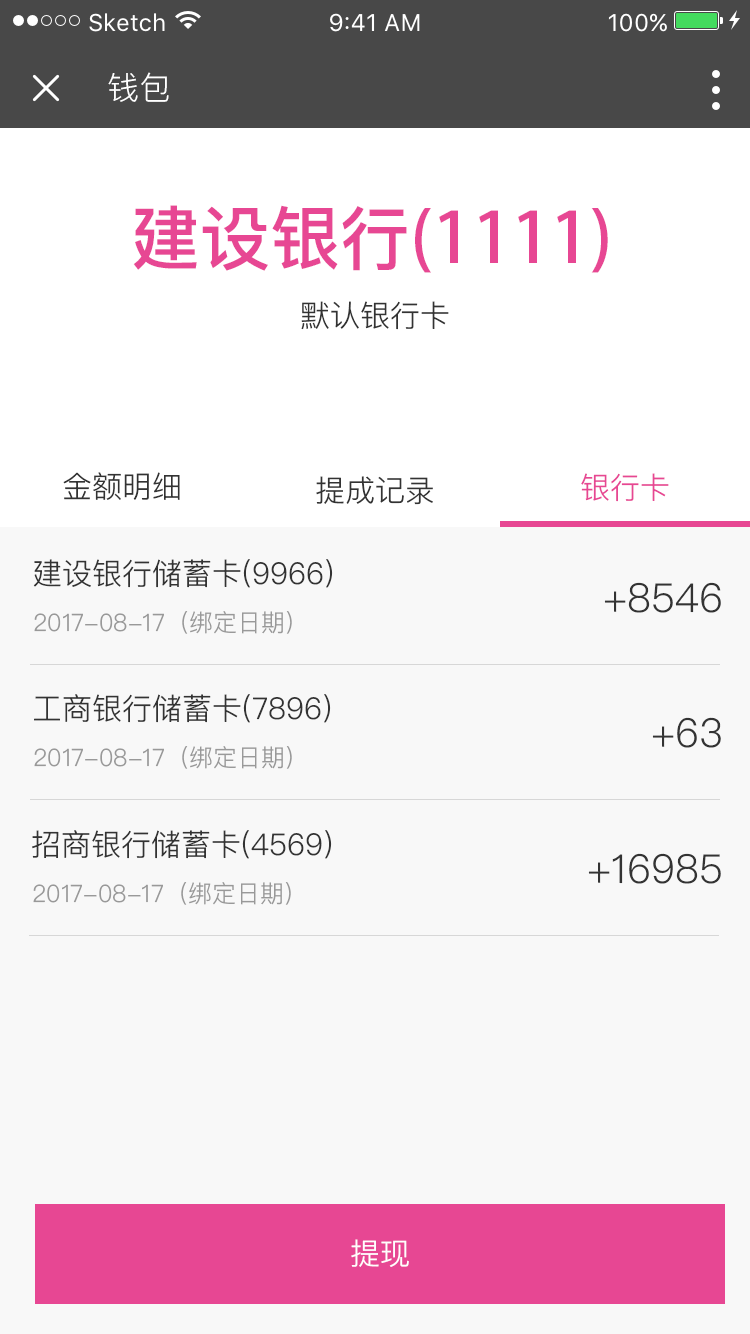 Sketch 9:41 AM 100%
钱包
建设银行(1111)
默认银行卡
金额明细 提成记录 银行卡
建设银行储蓄卡(9966)
+8546
2017-08-17（绑定日期）
工商银行储蓄卡(7896)
+63
2017-08-17（绑定日期）
招商银行储蓄卡(4569)
+16985
2017-08-17（绑定日期）
提现